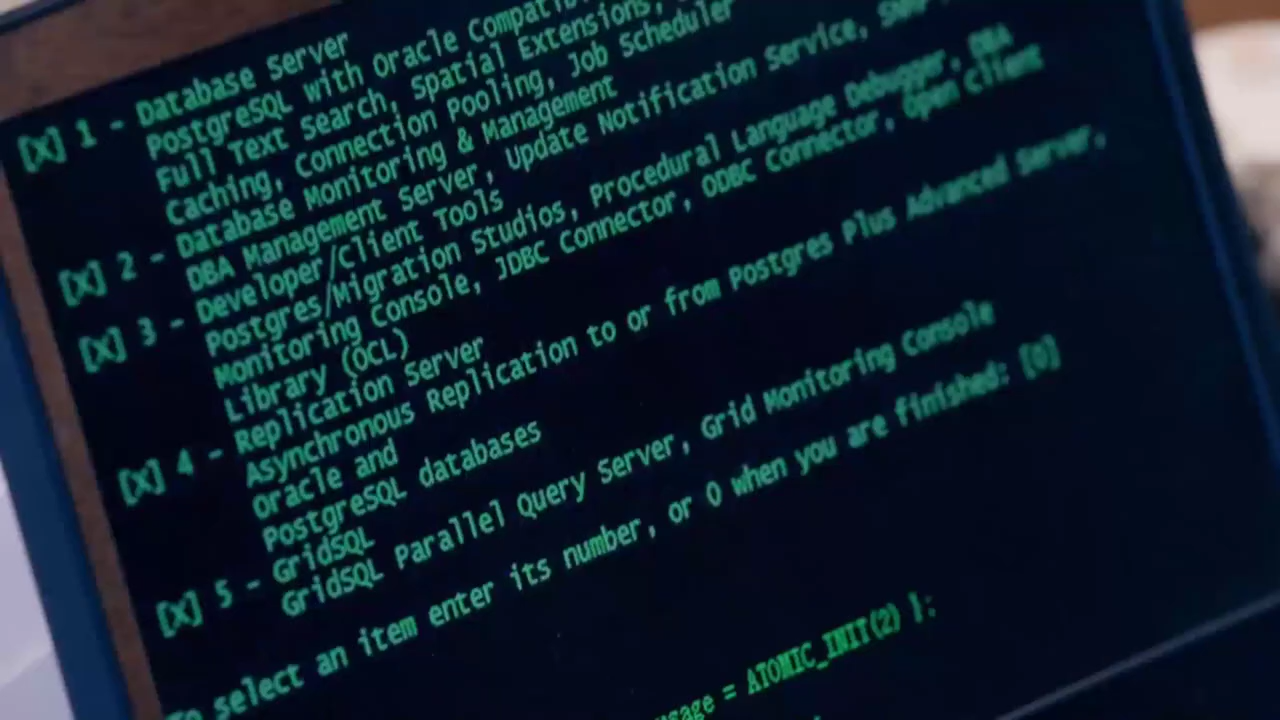 [x] 1 - Database Server
PostgreSQL with Oracle
Full Text Search, Spatial Extensions,
Caching, Connection Pooling, Job Scheduler
[x] 2 - Database Monitoring & Management
DBA Management Server, Update Notification Service,
[x] 3 - Developer/Client Tools
Postgres/Migration Studios, Procedural Language Debugger, DBA
Monitoring Console, JDBC Connector, ODBC Connector, Open Client
Library (OCL)
[x] 4 - Replication Server
Asynchronous Replication to or from Postgres Plus Advanced Server,
Oracle and
PostgreSQL databases
[x] 5 - GridSQL
GridSQL Parallel Query Server, Grid Monitoring Console
To select an item enter its number, or 0 when you are finished: [0]
= ATOMIC_INIT(2) };